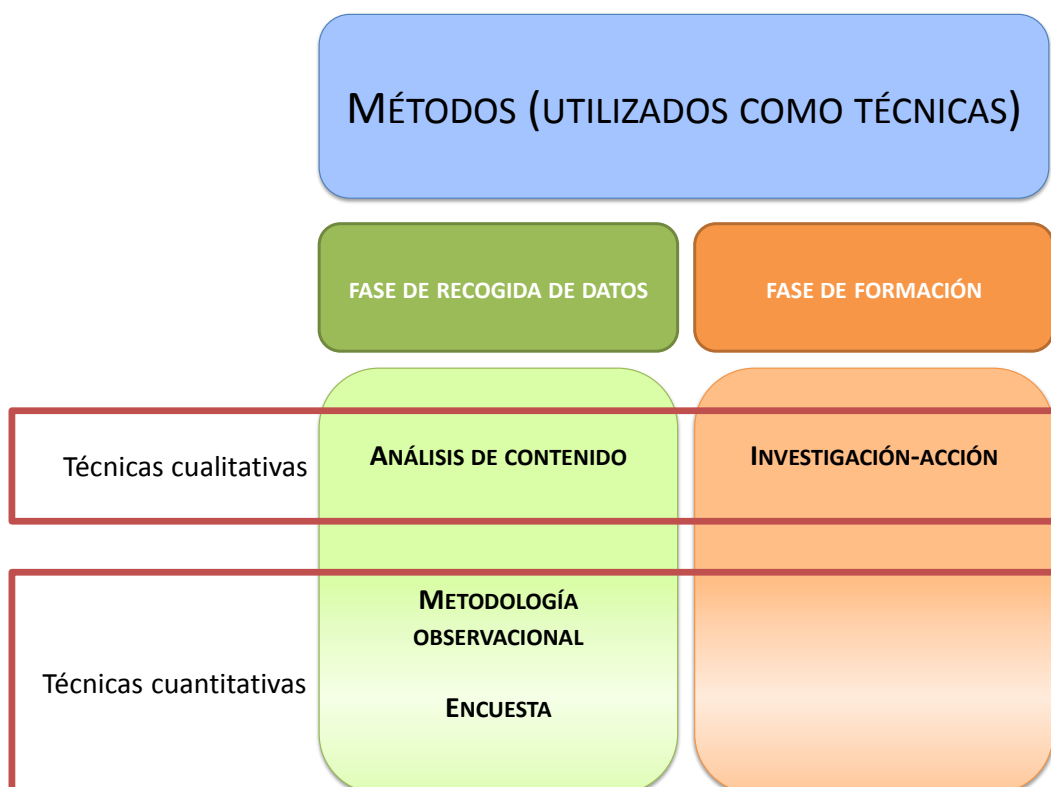 MÉTODOS (UTILIZADOS COMO TÉCNICAS)
FASE DE RECOGIDA DE DATOS
FASE DE FORMACIÓN
Técnicas cualitativas
ANÁLISIS DE CONTENIDO
INVESTIGACIÓN-ACCIÓN
Técnicas cuantitativas
METODOLOGÍA
OBSERVACIONAL
ENCUESTA